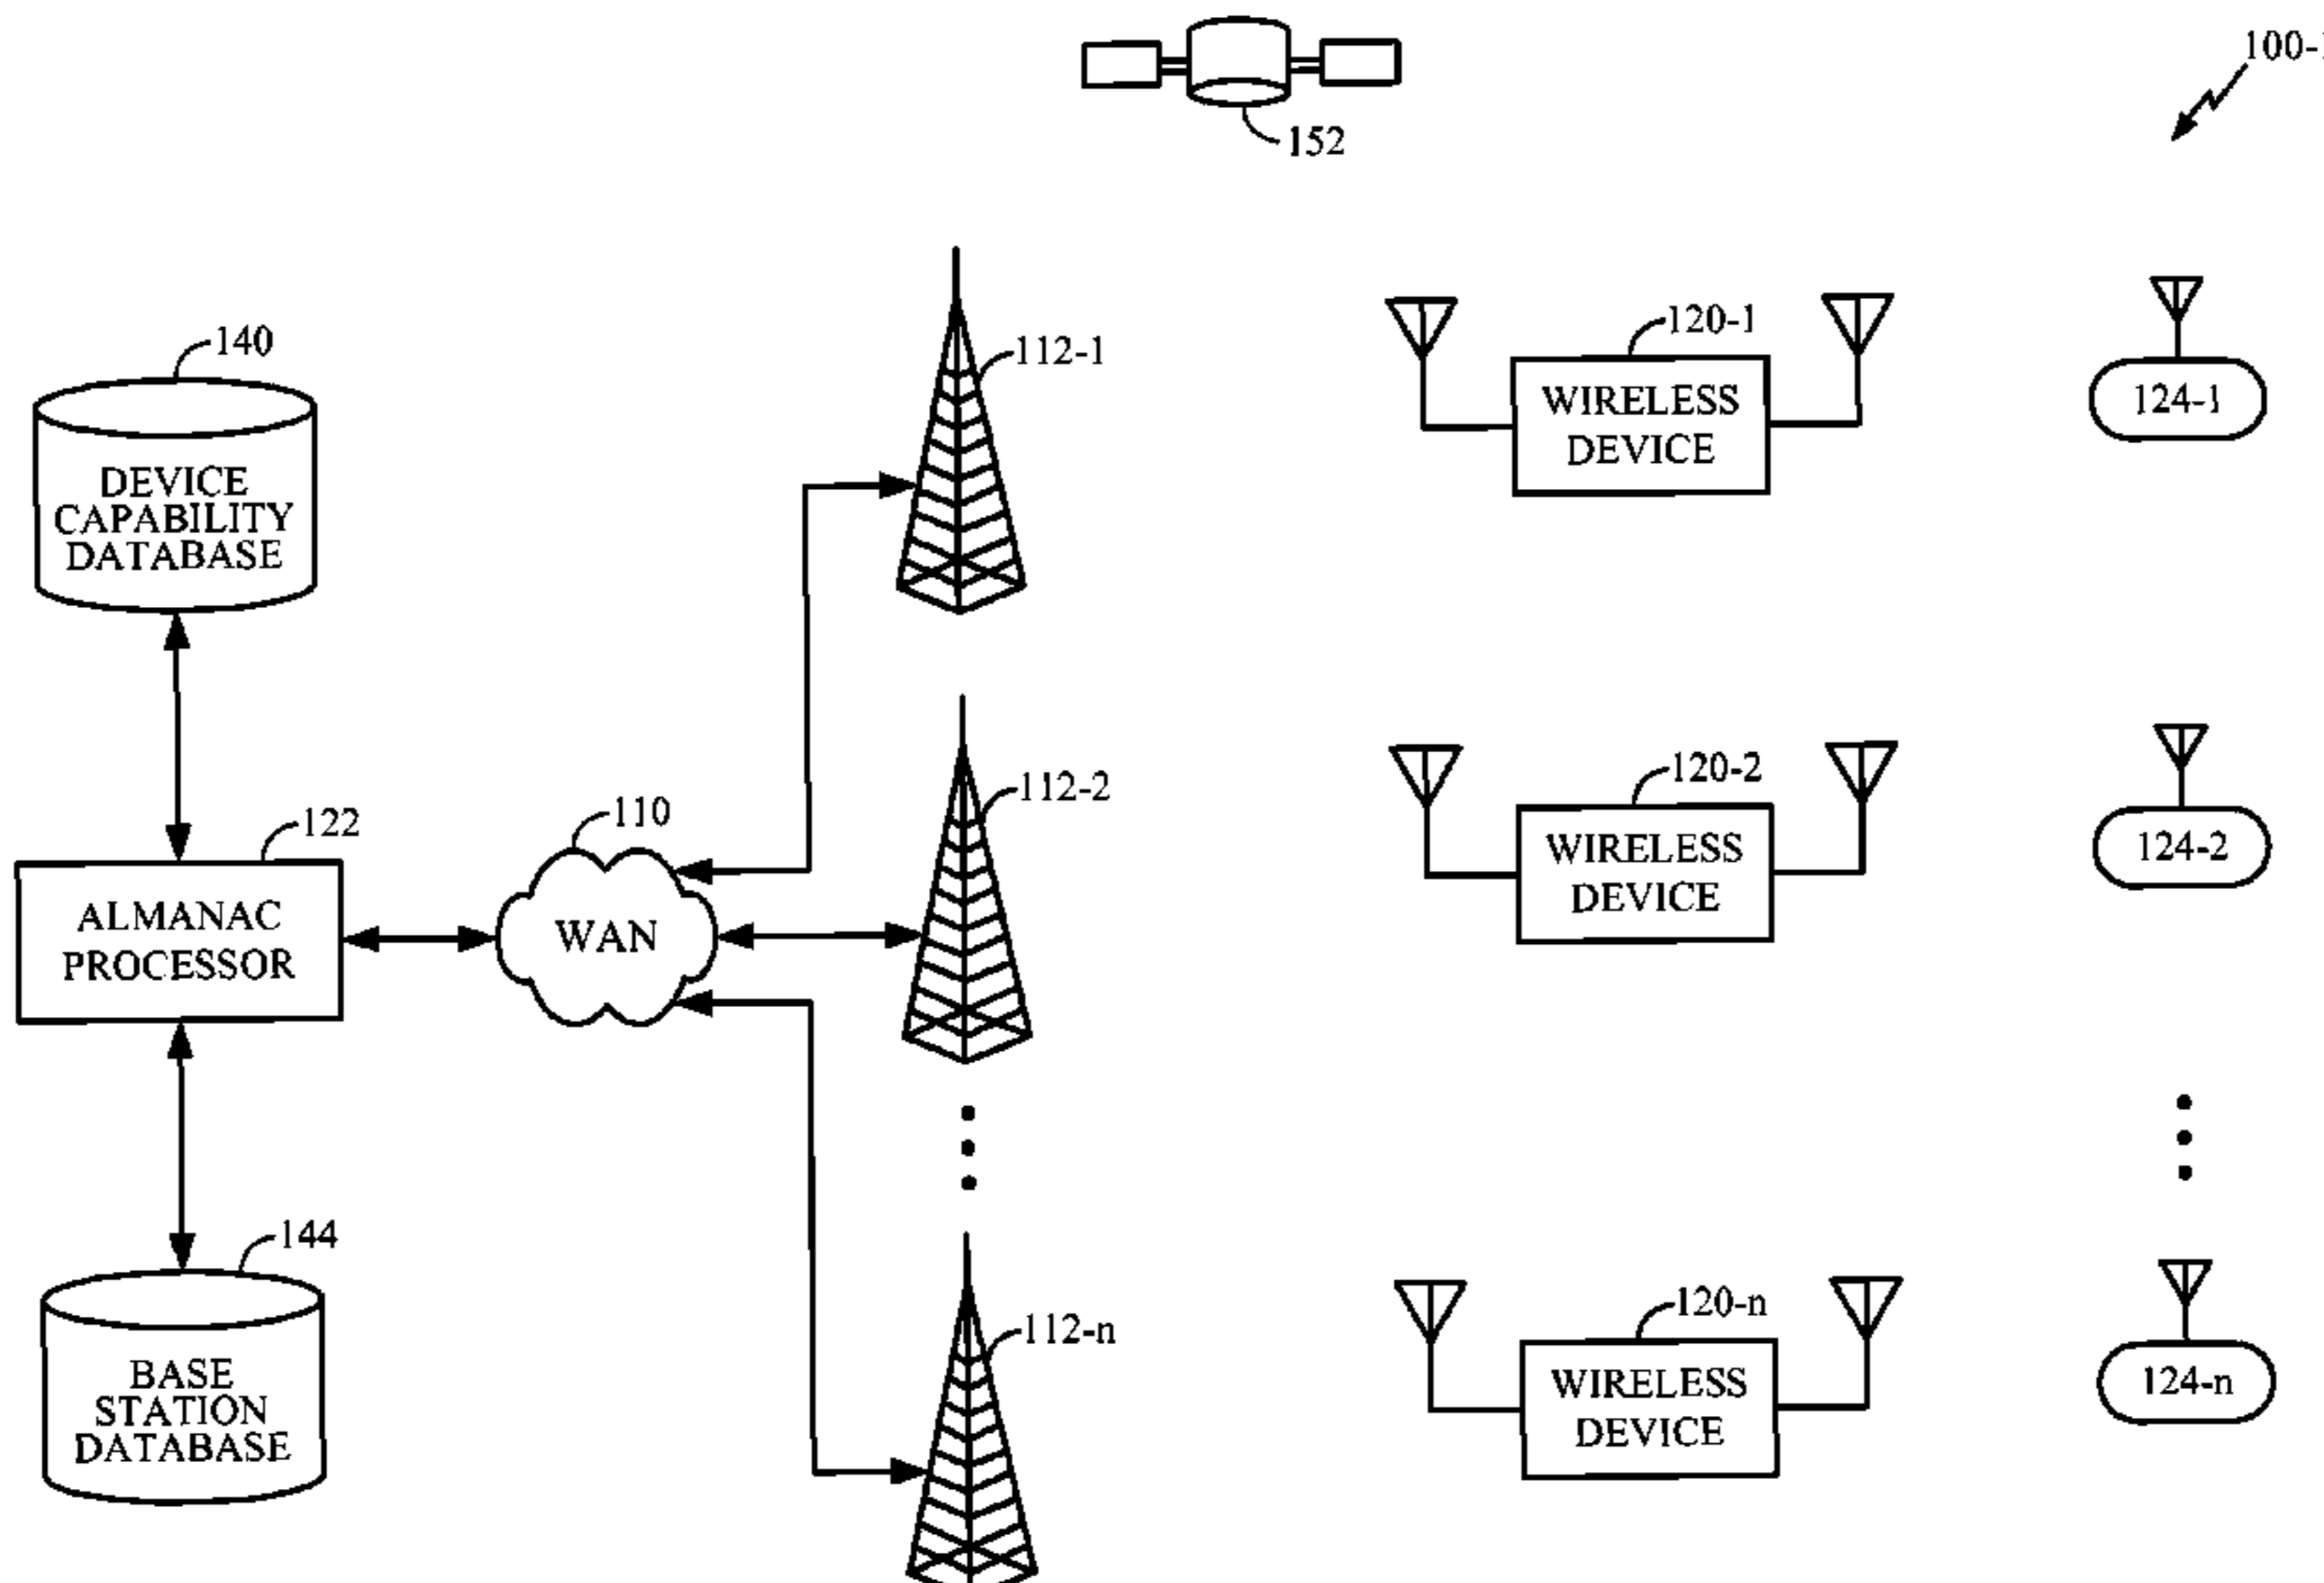 100-1
152
140
DEVICE
CAPABILITY
DATABASE
112-1
120-1
WIRELESS
DEVICE
124-1
122
ALMANAC
PROCESSOR
110
WAN
112-2
120-2
WIRELESS
DEVICE
124-2
144
BASE
STATION
DATABASE
112-n
120-n
WIRELESS
DEVICE
124-n